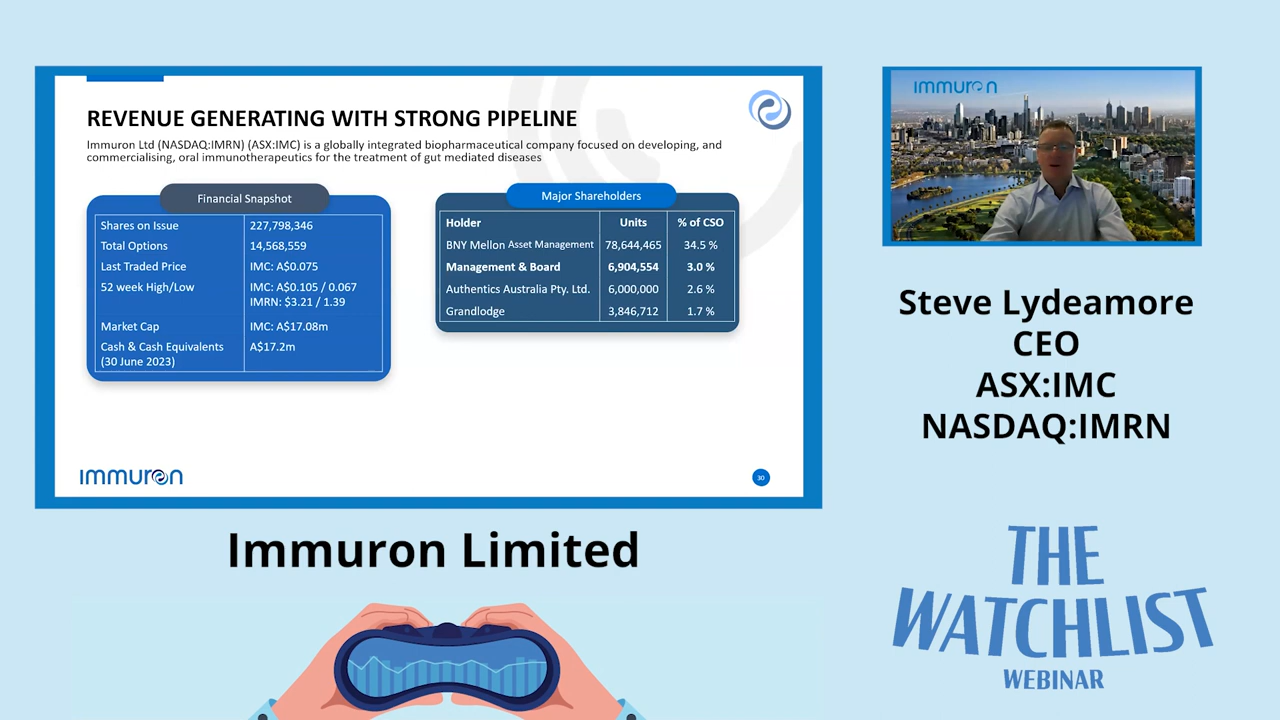 REVENUE GENERATING WITH STRONG PIPELINE
Immuron Ltd (NASDAQ:IMRN) (ASX:IMC) is a globally integrated biopharmaceutical company focused on developing, and
commercialising, oral immunotherapeutics for the treatment of gut mediated diseases
Financial Snapshot
Shares on Issue 227,798,346
Total Options 14,568,559
Last Traded Price IMC: A$0.075
52 week High/Low IMC: A$0.105 / 0.067
IMRN: $3.21 / 1.39
Market Cap IMC: A$17.08m
Cash & Cash Equivalents A$17.2m
(30 June 2023)
Major Shareholders
Holder Units % of CSO
BNY Mellon Asset Management 78,644,465 34.5 %
Management & Board 6,904,554 3.0 %
Authentics Australia Pty. Ltd. 6,000,000 2.6 %
Grandlodge 3,846,712 1.7 %
immuron
30
immuron
Steve Lydeamore
CEO
ASX:IMC
NASDAQ:IMRN
Immuron Limited
THE
WATCHLIST
WEBINAR